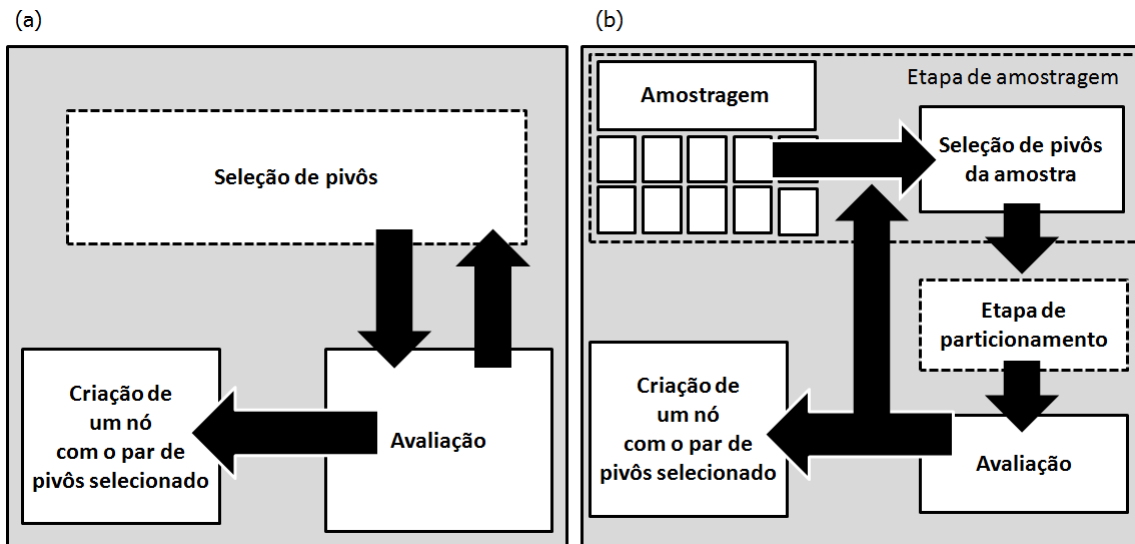 (a)
Seleção de pivôs
Criação de
um nó
com o par de
pivôs selecionado
Avaliação
(b)
Etapa de amostragem
Amostragem
Seleção de pivôs
da amostra
Etapa de
particionamento
Criação de
um nó
com o par de
pivôs selecionado
Avaliação